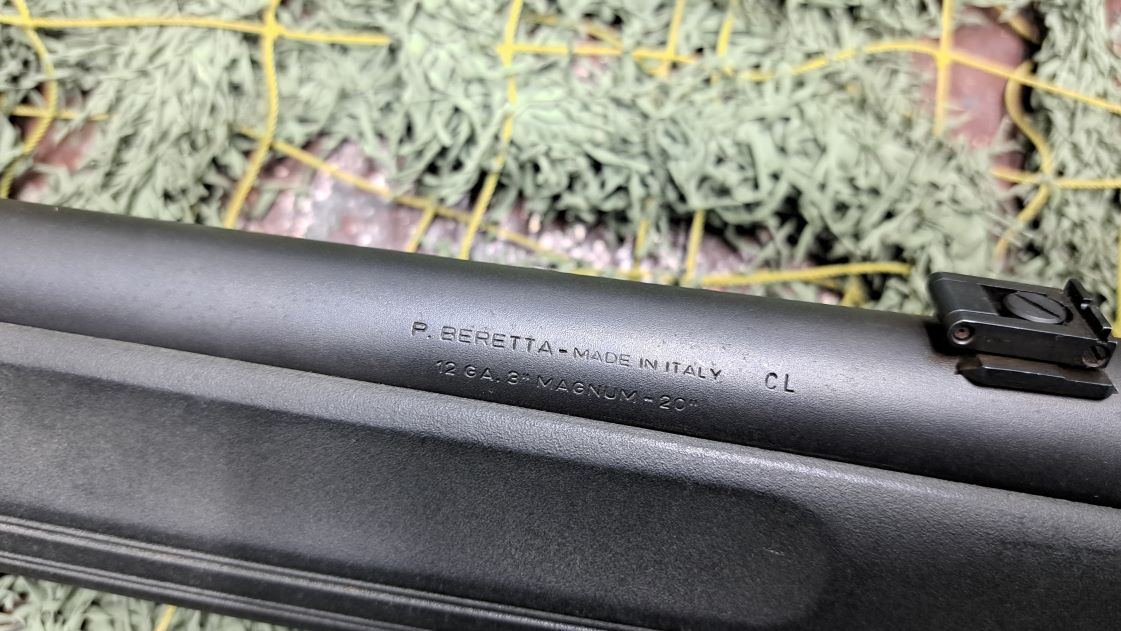 P. BERETTA - MADE IN ITALY CL
12 GA. 3" MAGNUM - 20"